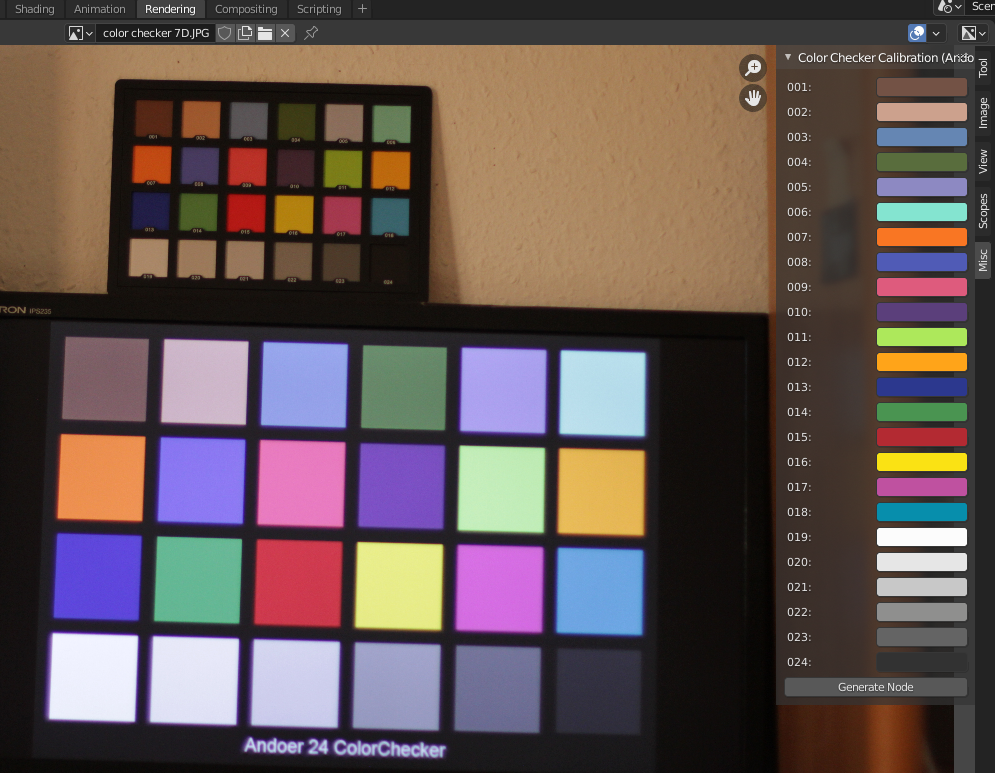 Shading Animation Rendering Compositing Scripting +
Scer
color checker 7D.JPG
Color Checker Calibration (Ando
Tool
Image
View
Scopes
Misc
001:
002:
003:
004:
005:
006:
007:
008:
009:
010:
011:
012:
013:
014:
015:
016:
017:
018:
019:
020:
021:
022:
023:
024:
Generate Node
001 002 003 004 005 006
007 008 009 010 011 012
013 014 015 016 017 018
019 020 021 022 023 024
RON IPS235
Andoer 24 ColorChecker